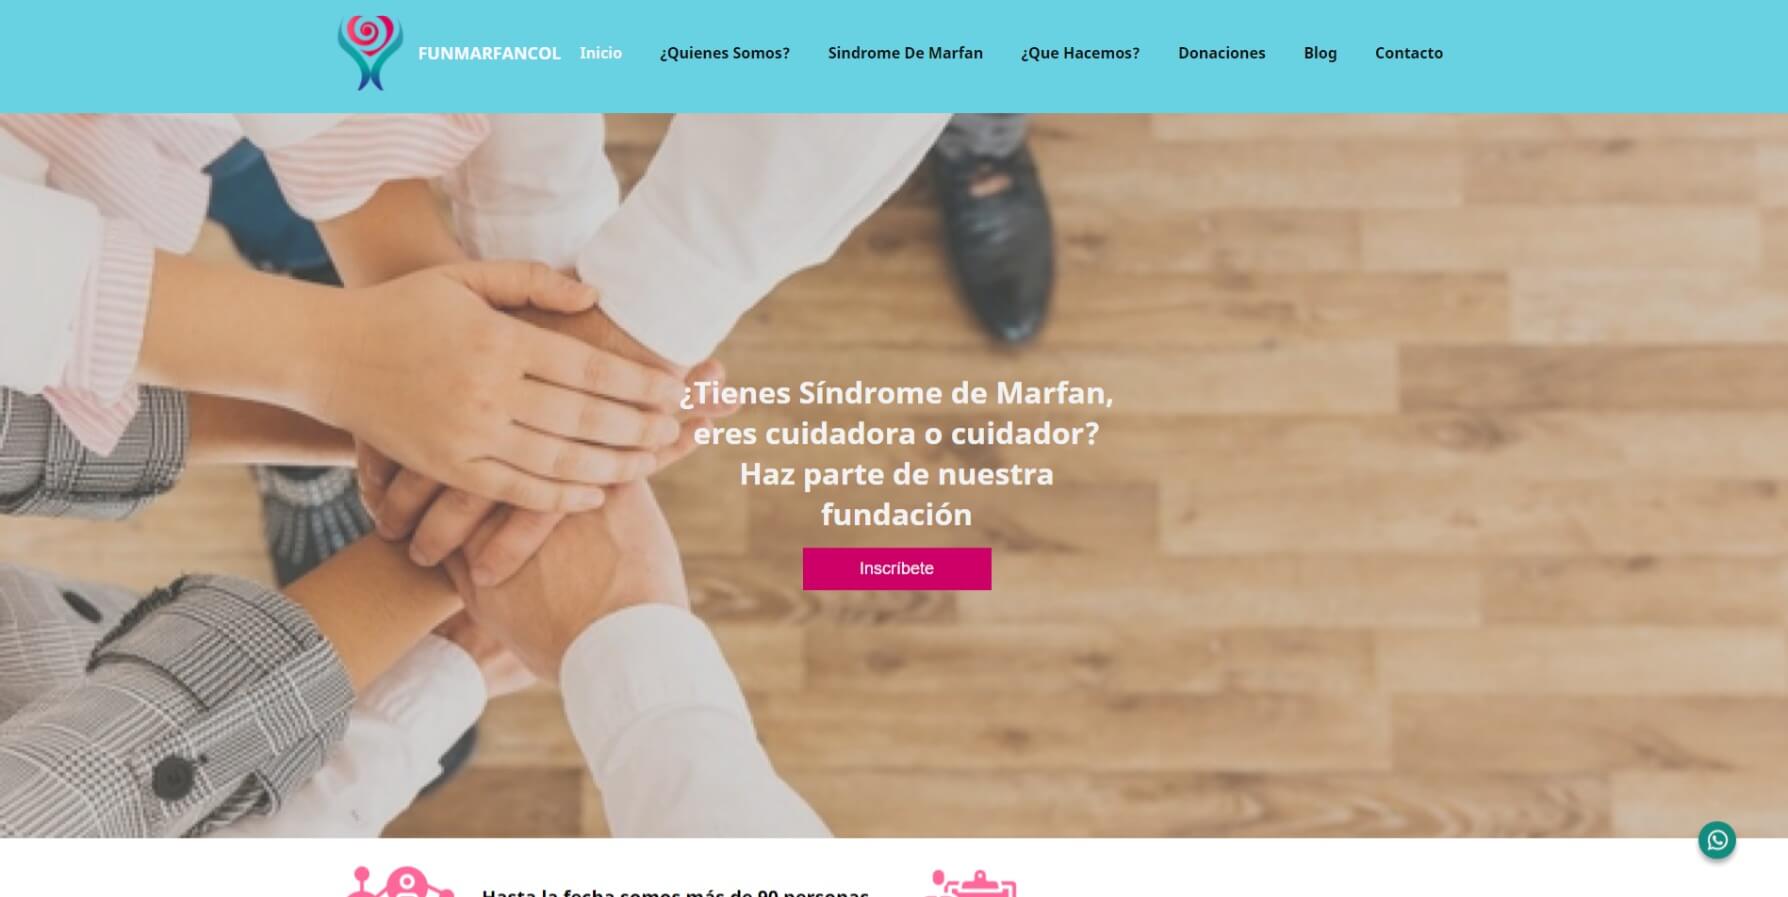 FUNMARFANCOL
Inicio
¿Quienes Somos?
Sindrome De Marfan
¿Que Hacemos?
Donaciones
Blog
Contacto
¿Tienes Síndrome de Marfan,
eres cuidadora o cuidador?
Haz parte de nuestra
fundación
Inscríbete
Hasta la fecha somos más de 90 personas